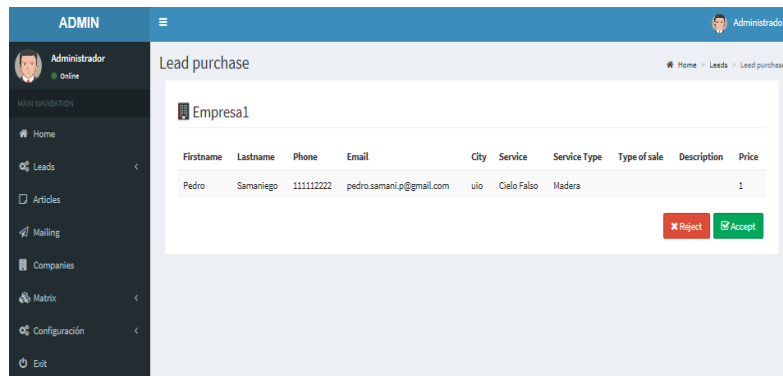 ADMIN
Administrado
Administrador
Online
MAIN NAVIGATION
Home
Leads
Articles
Mailing
Companies
Matrix
Configuración
Exit
Lead purchase
Home > Leads > Lead purchase
Empresa1
Firstname Lastname Phone Email City Service Service Type Type of sale Description Price
Pedro Samaniego 111112222 pedro.samani.p@gmail.com uio Cielo Falso Madera 1
Reject Accept